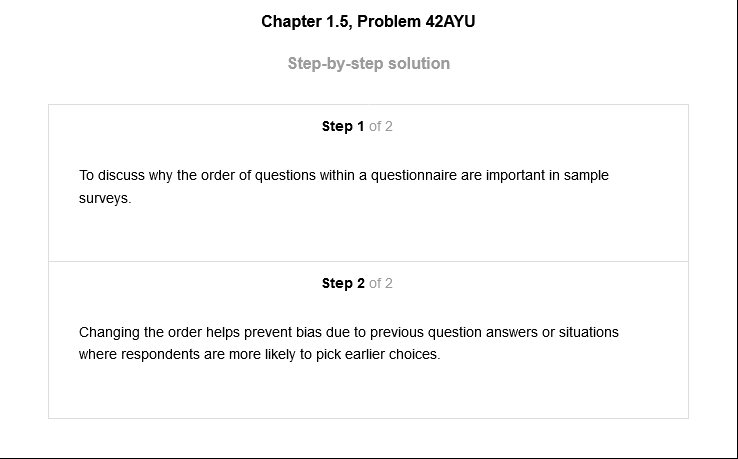 Chapter 1.5, Problem 42AYU
Step-by-step solution
Step 1 of 2
To discuss why the order of questions within a questionnaire are important in sample
surveys.
Step 2 of 2
Changing the order helps prevent bias due to previous question answers or situations
where respondents are more likely to pick earlier choices.